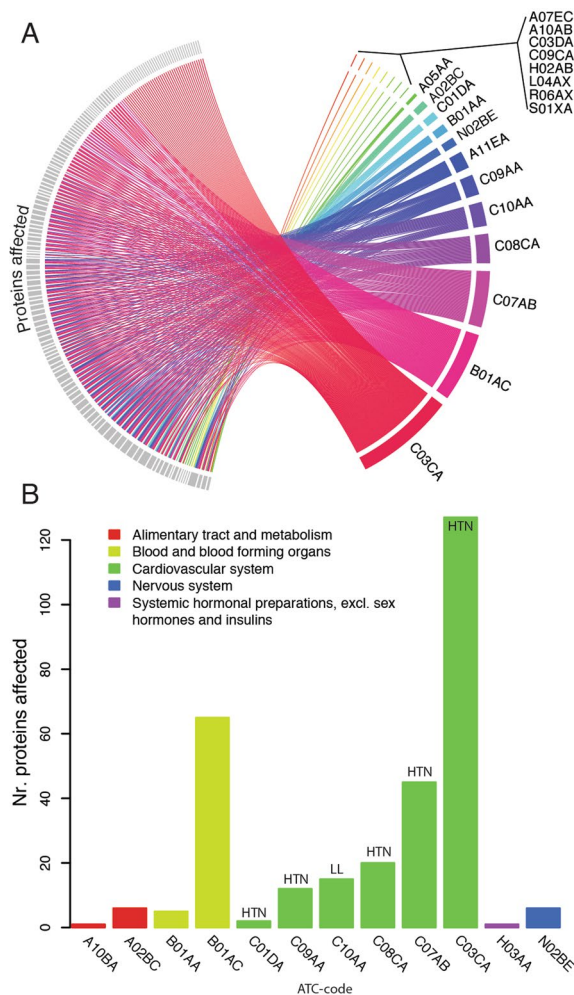 A
A07EC
A10AB
C03DA
C09CA
H02AB
L04AX
R06AX
S01XA
A05AA
A02BC
C01DA
B01AA
N02BE
A11EA
C09AA
C10AA
C08CA
C07AB
B01AC
C03CA
Proteins affected
B
Alimentary tract and metabolism
Blood and blood forming organs
Cardiovascular system
Nervous system
Systemic hormonal preparations, excl. sex
hormones and insulins
Nr. proteins affected
120
100
80
60
40
20
0
HTN
HTN
LL
HTN
HTN
HTN
A10BA
A02BC
B01AA
B01AC
C01DA
C09AA
C10AA
C08CA
C07AB
C03CA
H03AA
N02BE
ATC-code